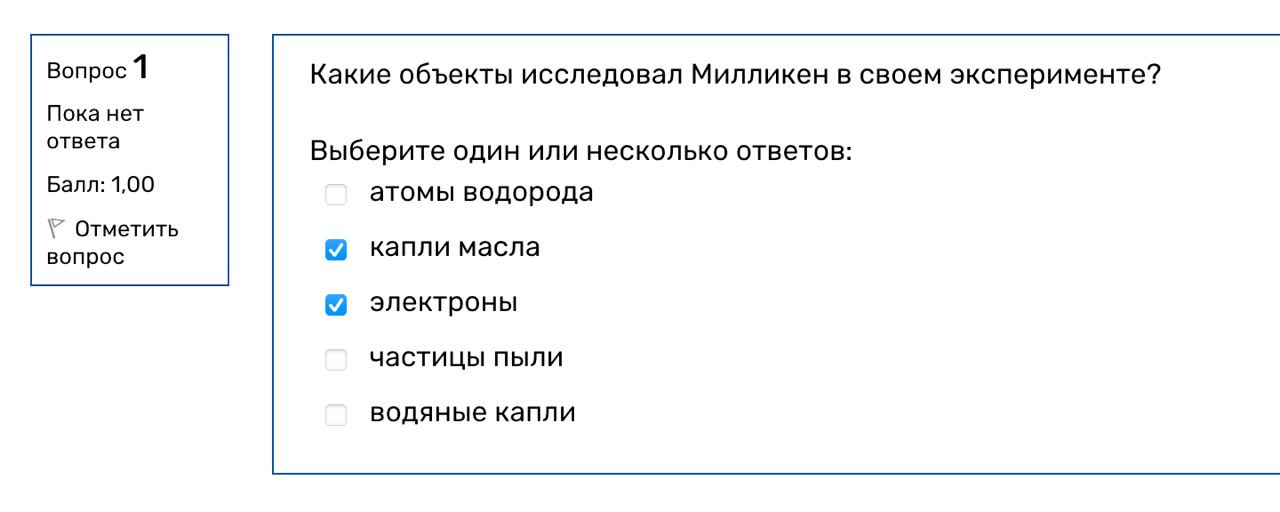 Вопрос 1
Пока нет
ответа
Балл: 1,00
Отметить
вопрос
Какие объекты исследовал Милликен в своем эксперименте?
Выберите один или несколько ответов:
атомы водорода
капли масла
электроны
частицы пыли
водяные капли